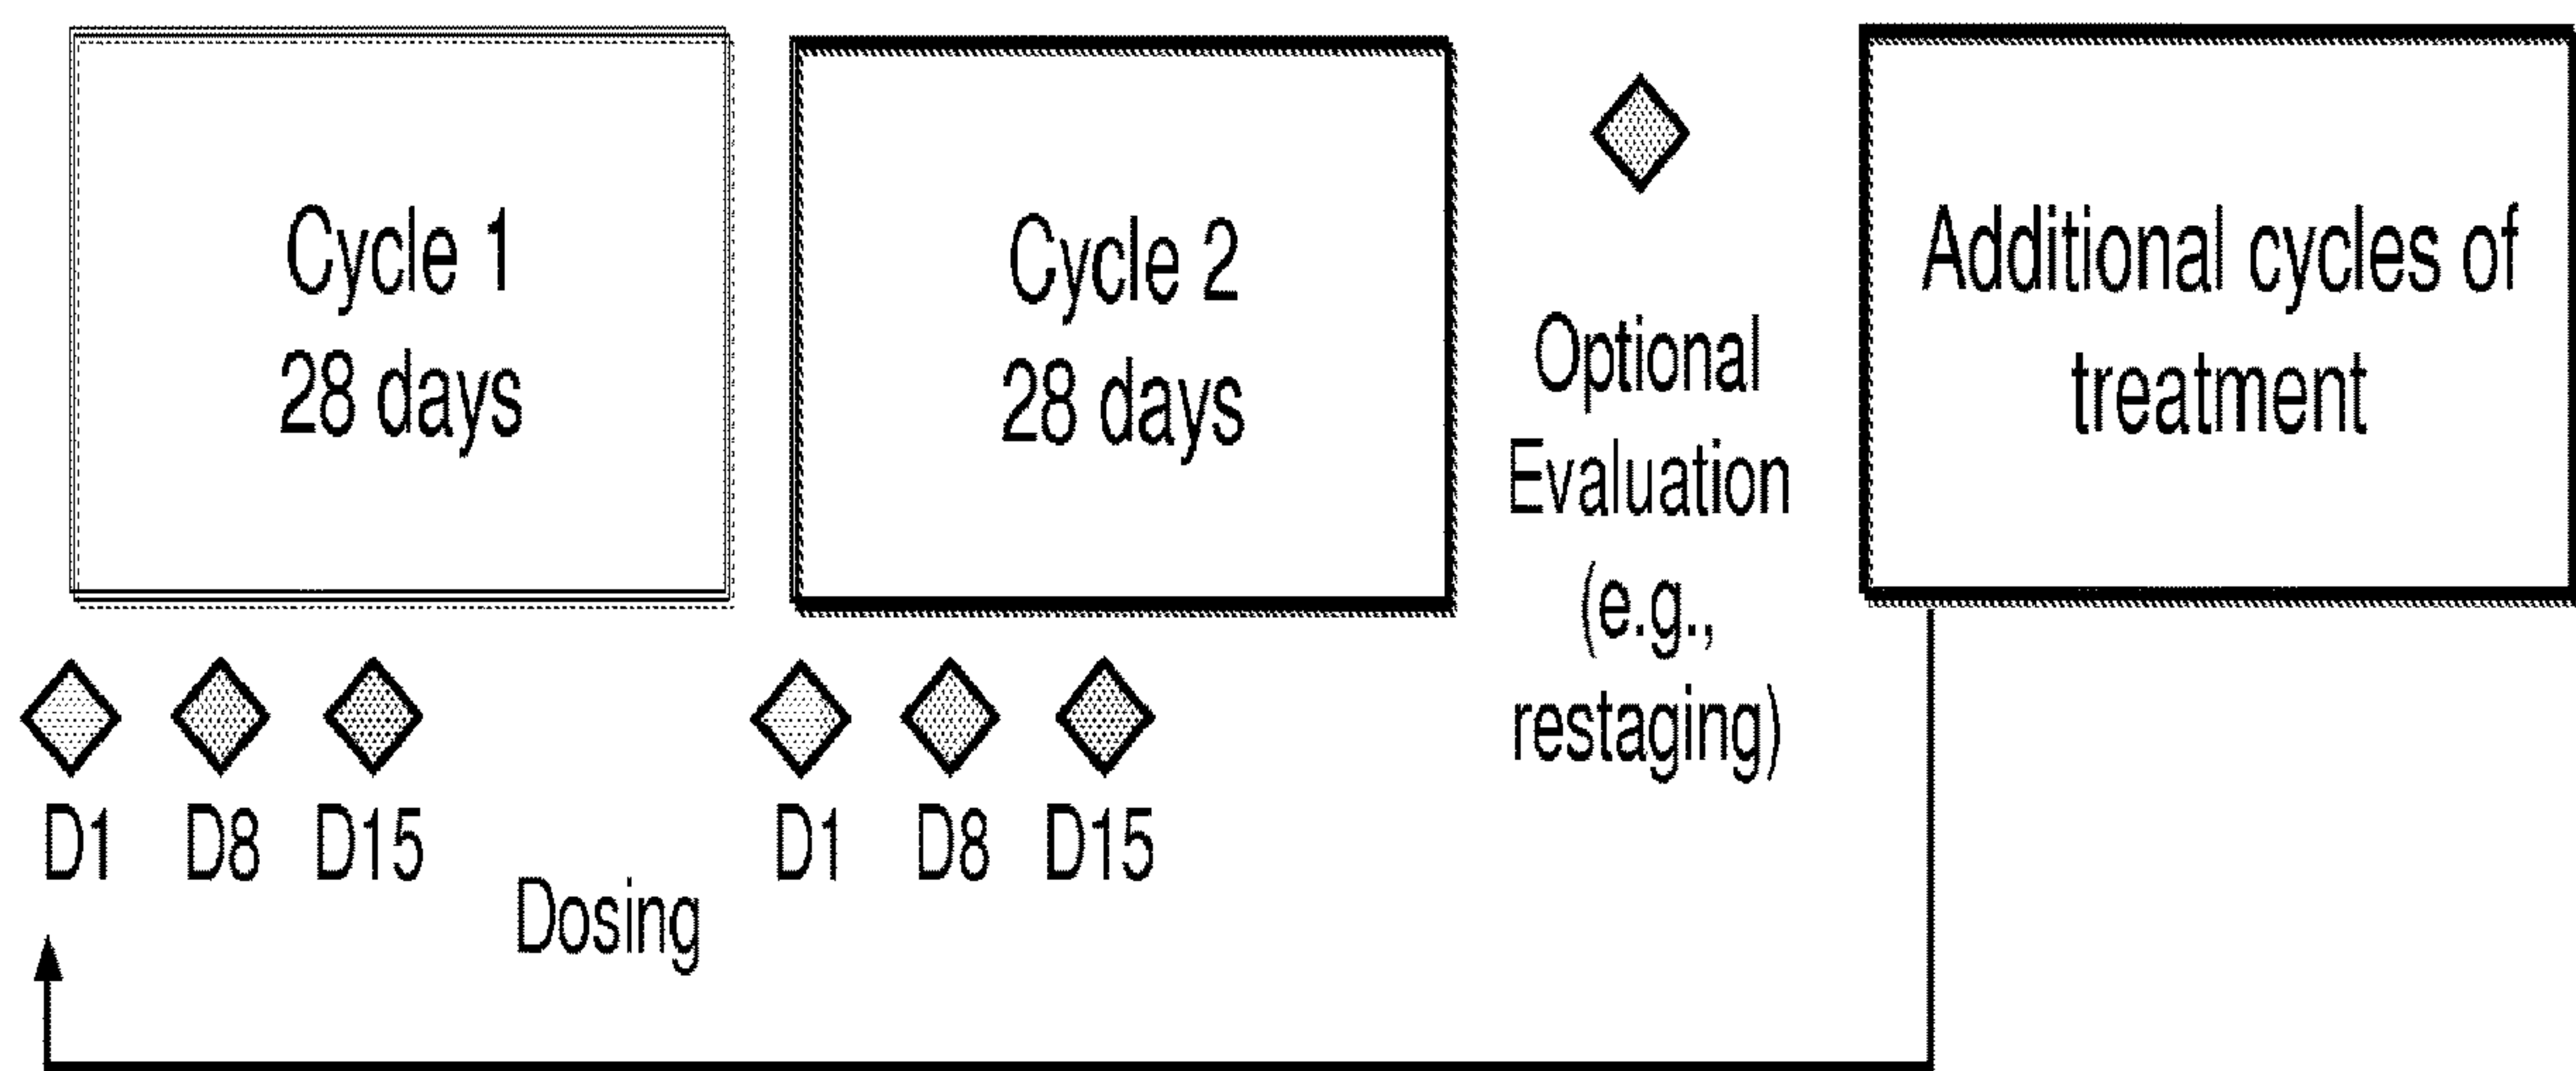 Cycle 1
28 days
Cycle 2
28 days
Optional
Evaluation
(e.g.,
restaging)
Additional cycles of
treatment
D1 D8 D15
Dosing
D1 D8 D15